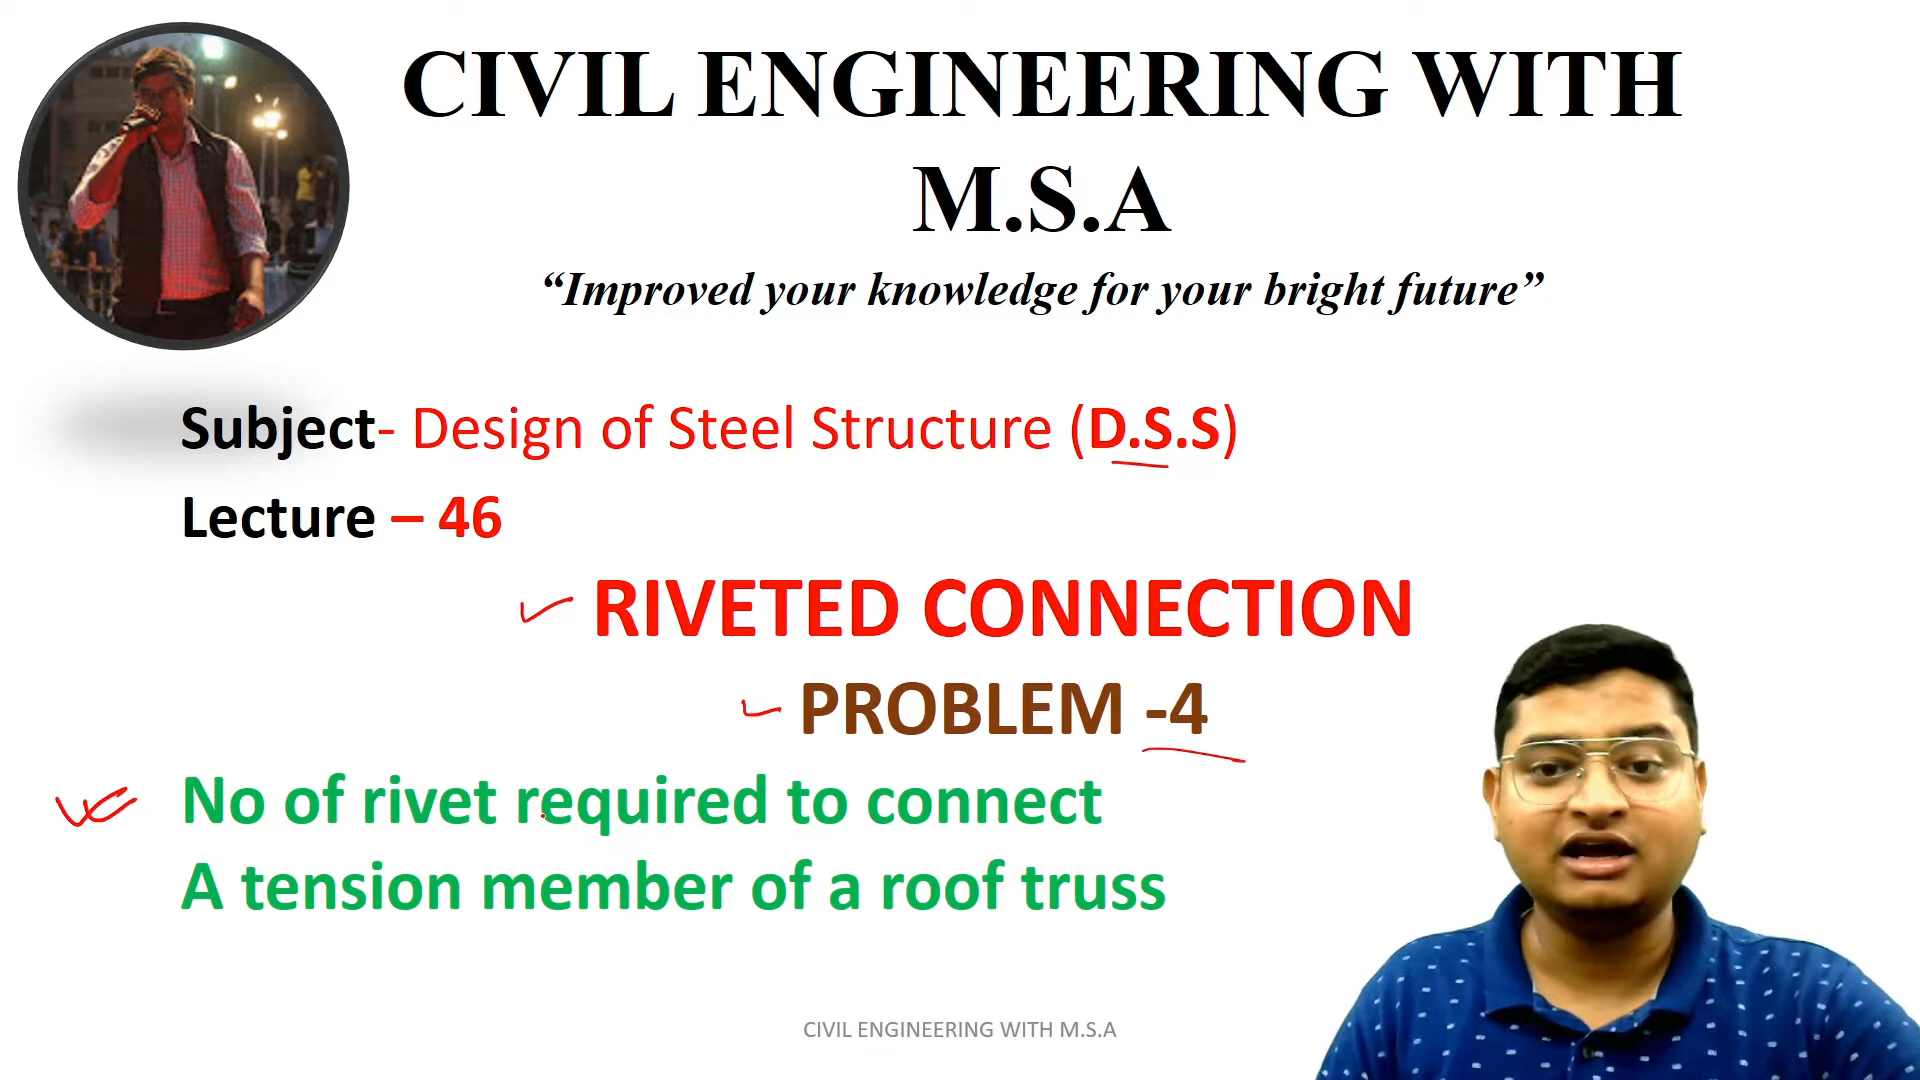 CIVIL ENGINEERING WITH
M.S.A
“Improved your knowledge for your bright future”
Subject- Design of Steel Structure (D.S.S)
Lecture – 46
RIVETED CONNECTION
PROBLEM -4
No of rivet required to connect
A tension member of a roof truss
CIVIL ENGINEERING WITH M.S.A